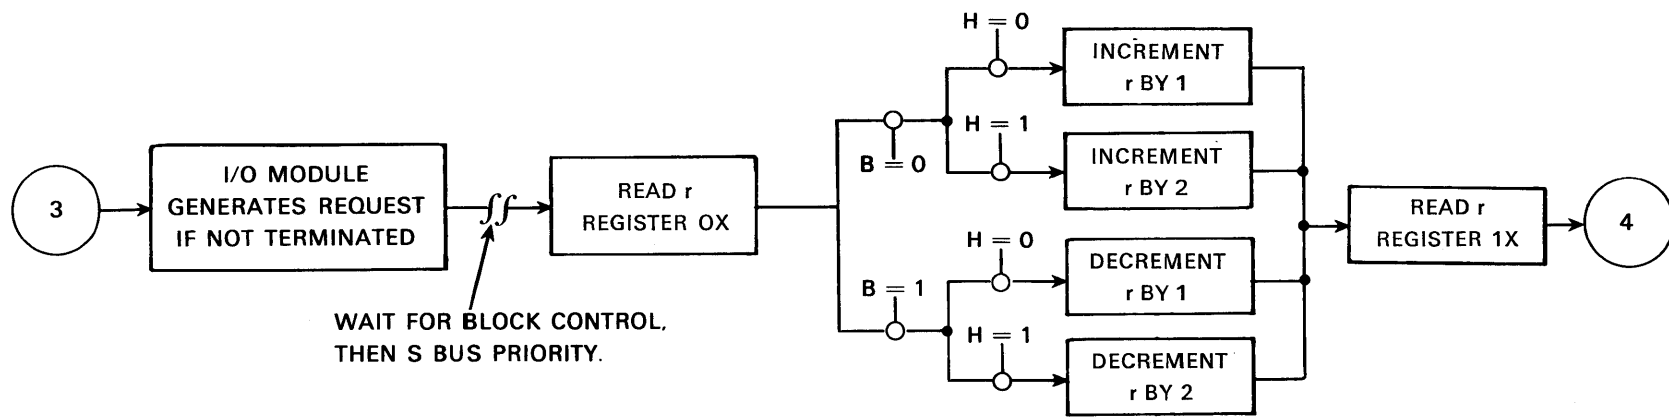 3
I/O MODULE
GENERATES REQUEST
IF NOT TERMINATED
WAIT FOR BLOCK CONTROL,
THEN S BUS PRIORITY.
READ r
REGISTER 0X
B = 0
B = 1
H = 0
INCREMENT
r BY 1
H = 1
INCREMENT
r BY 2
H = 0
DECREMENT
r BY 1
H = 1
DECREMENT
r BY 2
READ r
REGISTER 1X
4